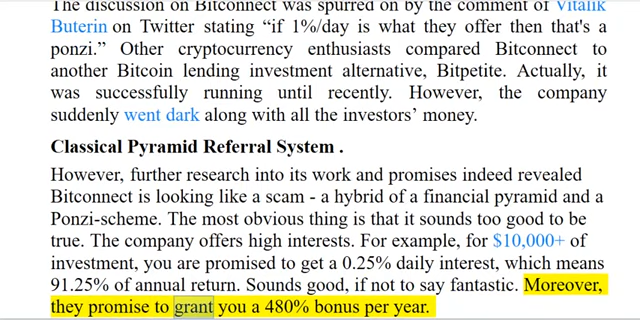 The discussion on Bitconnect was spurred on by the comment of Vitalik
Buterin on Twitter stating “if 1%/day is what they offer then that's a
ponzi.” Other cryptocurrency enthusiasts compared Bitconnect to
another Bitcoin lending investment alternative, Bitpetite. Actually, it
was successfully running until recently. However, the company
suddenly went dark along with all the investors’ money.
Classical Pyramid Referral System .
However, further research into its work and promises indeed revealed
Bitconnect is looking like a scam - a hybrid of a financial pyramid and a
Ponzi-scheme. The most obvious thing is that it sounds too good to be
true. The company offers high interests. For example, for $10,000+ of
investment, you are promised to get a 0.25% daily interest, which means
91.25% of annual return. Sounds good, if not to say fantastic. Moreover,
they promise to grant you a 480% bonus per year.